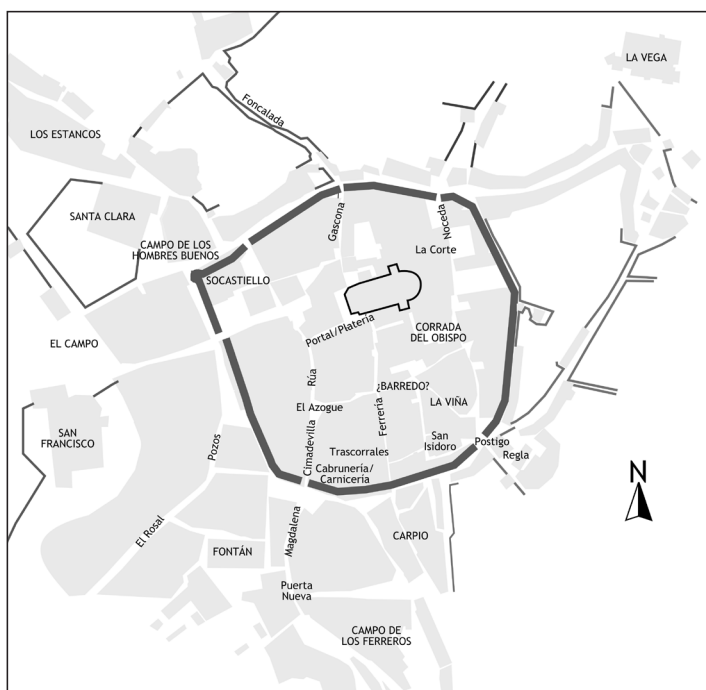 LA VEGA
Foncalada
LOS ESTANCOS
SANTA CLARA
Gascona
Noceda
CAMPO DE LOS
HOMBRES BUENOS
La Corte
SOCASTIELLO
Portal/Platería
CORRADA
DEL OBISPO
EL CAMPO
Rúa
¿BARREDO?
LA VIÑA
El Azogue
Ferrería
SAN
FRANCISCO
Pozos
Cimadevilla
San
Isidoro
Postigo
Regla
Trascorrales
Cabrunería/
Carnicería
N
El Rosal
Magdalena
CARPIO
FONTÁN
Puerta
Nueva
CAMPO DE
LOS FERREROS